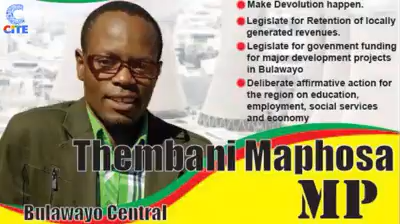 CITE
Make Devolution happen.
Legislate for Retention of locally
generated revenues.
Legislate for govenment funding
for major development projects
in Bulawayo
Deliberate affirmative action for
the region on education,
employment, social services
and economy
Thembani Maphosa
MP
Bulawayo Central